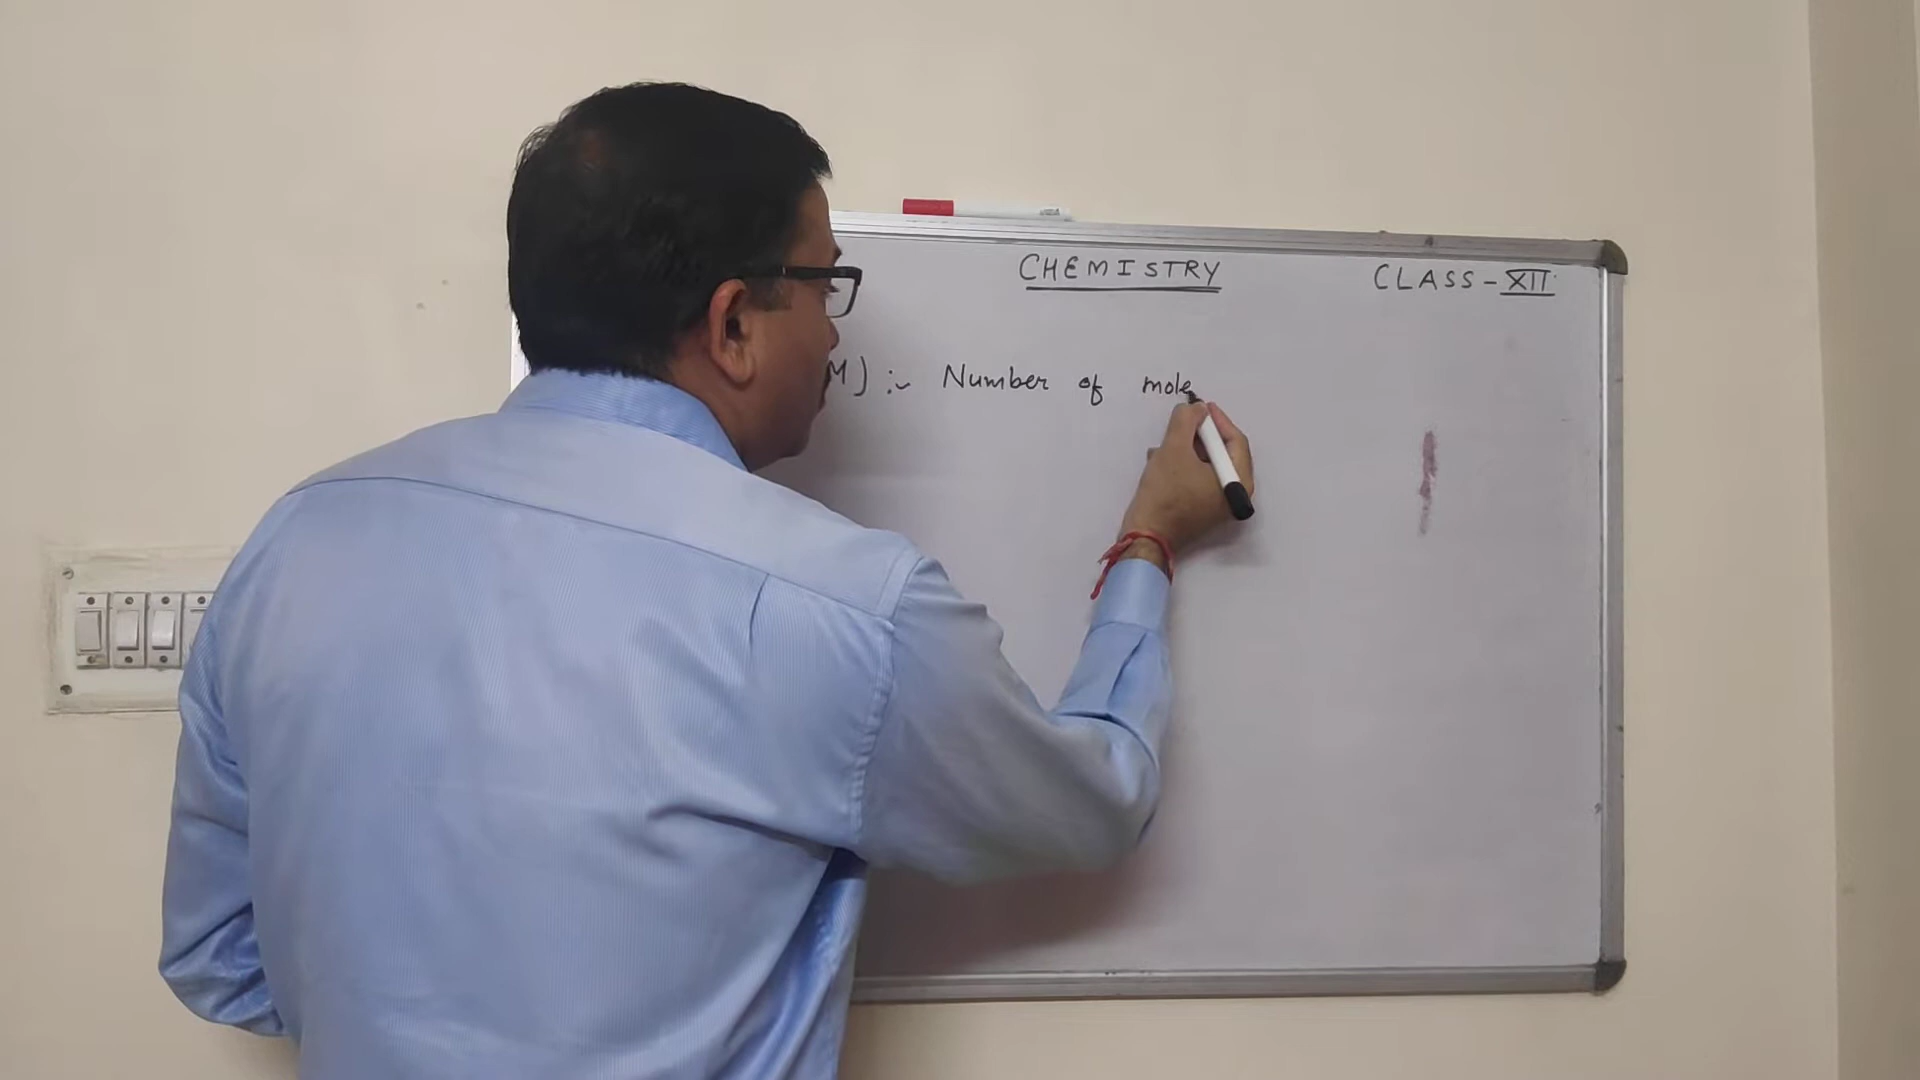 CHEMISTRY
CLASS - XII
M) :- Number of mole